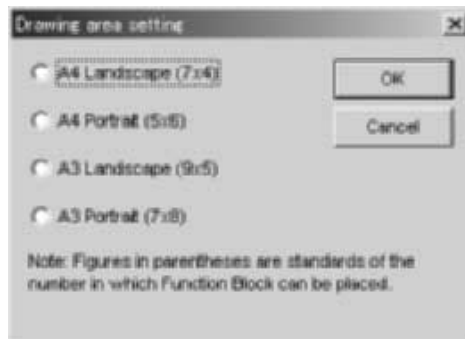 Drawing area setting
A4 Landscape (7x4)
OK
A4 Portrait (5x6)
Cancel
A3 Landscape (9x5)
A3 Portrait (7x8)
Note: Figures in parentheses are standards of the
number in which Function Block can be placed.